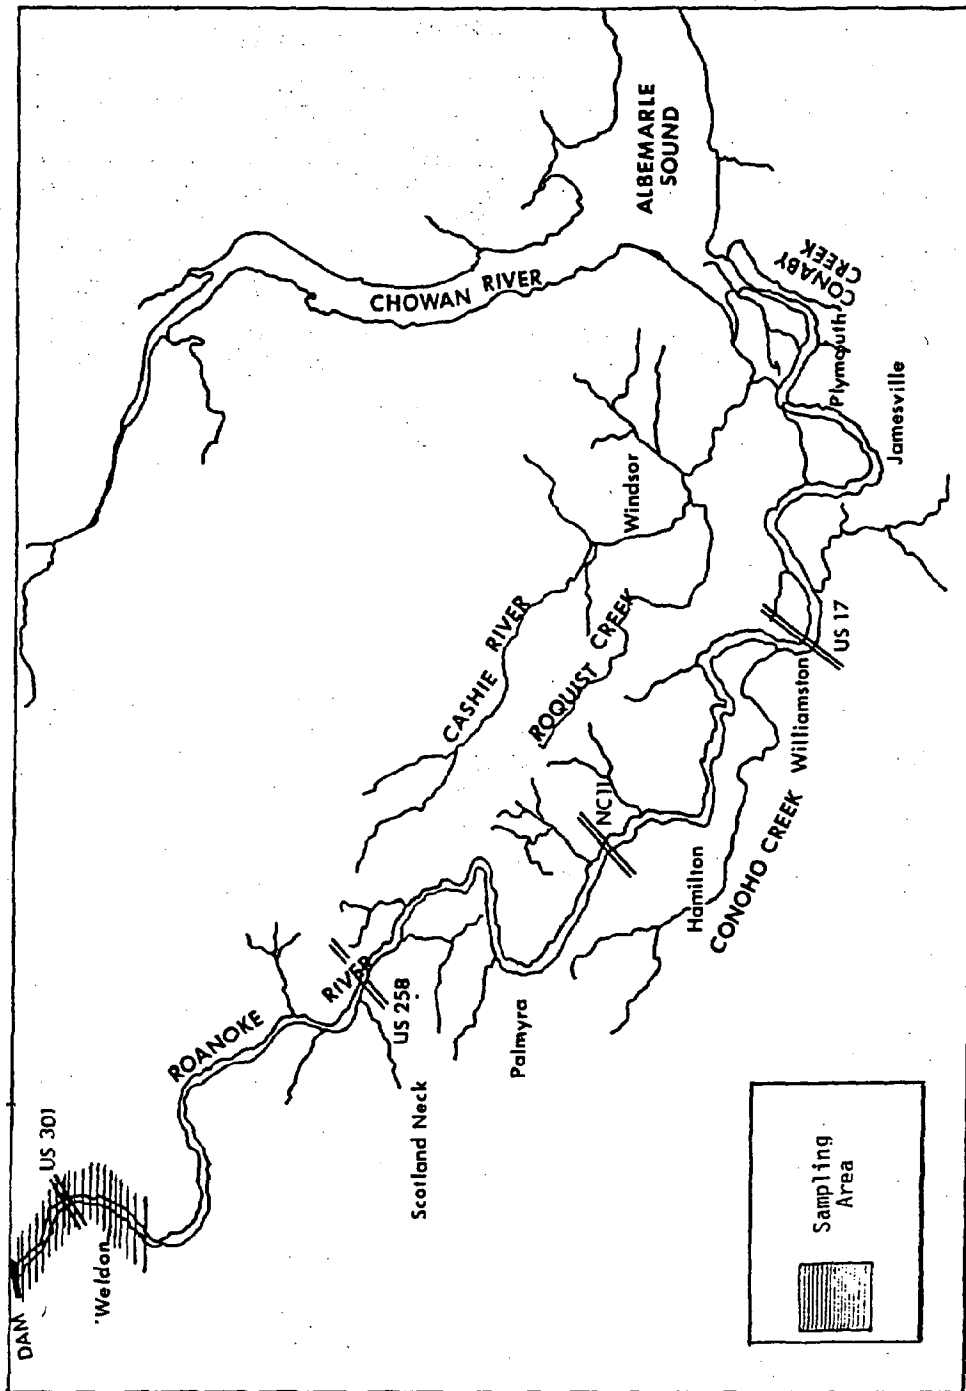 DAM
US 301
'Weldon
ROANOKE RIVER
US 258
Scotland Neck
Palmyra
CASHIE RIVER
ROQUIST CREEK
NC 11
Hamilton
CONOHO CREEK
Williamston
US 17
Windsor
CHOWAN RIVER
ALBEMARLE
SOUND
CONABY
CREEK
Plymouth
Jamesville
Sampling
Area